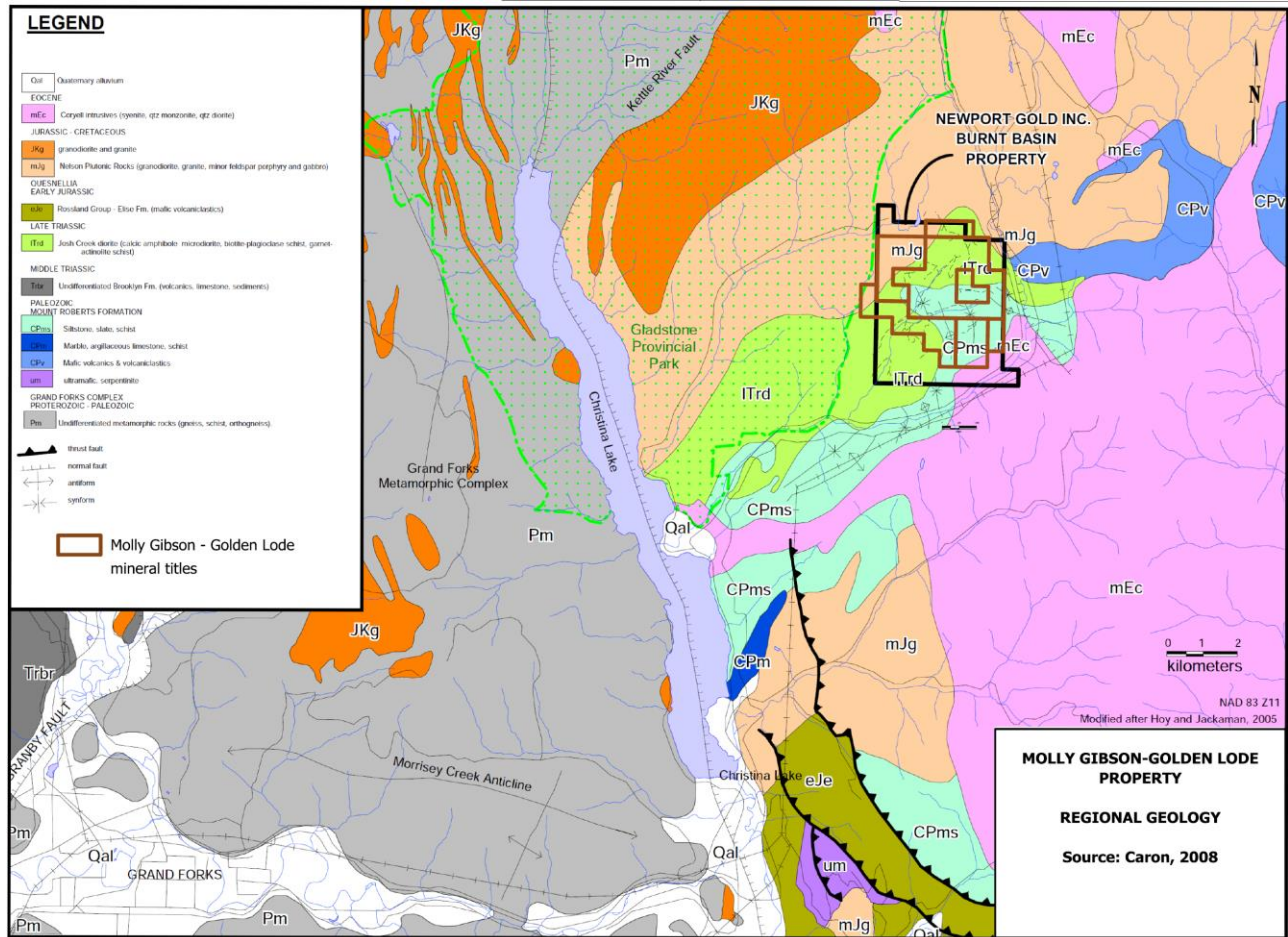 LEGEND
Qal Quaternary alluvium
EOCENE
mEc Coryell intrusives (syenite, qtz monzonite, qtz diorite)
JURASSIC - CRETACEOUS
JKg granodiorite and granite
mJg Nelson Plutonic Rocks (granodiorite, granite, minor feldspar porphyry and gabbro)
QUESNELLIA
EARLY JURASSIC
eJe Rossland Group - Elise Fm. (mafic volcaniclastics)
LATE TRIASSIC
lTrd Josh Creek diorite (calcic amphibole microdiorite, biotite-plagioclase schist, garnet-
actinolite schist)
MIDDLE TRIASSIC
Trbr Undifferentiated Brooklyn Fm. (volcanics, limestone, sediments)
PALEOZOIC
MOUNT ROBERTS FORMATION
CPms Siltstone, slate, schist
CPm Marble, argillaceous limestone, schist
CPv Mafic volcanics & volcaniclastics
um ultramafic, serpentinite
GRAND FORKS COMPLEX
PROTEROZOIC - PALEOZOIC
Pm Undifferentiated metamorphic rocks (gneiss, schist, orthogneiss)
thrust fault
normal fault
antiform
synform
Molly Gibson - Golden Lode
mineral titles
JKg
Pm
Kettle River Fault
JKg
mEc
mEc
N
NEWPORT GOLD INC.
BURNT BASIN
PROPERTY
mEc
CPv
CPv
mJg
mJg
lTrd
CPv
CPms
mEc
lTrd
Gladstone
Provincial
Park
lTrd
Christina Lake
Grand Forks
Metamorphic Complex
Pm
Qal
CPms
CPms
mEc
JKg
CPm
mJg
0 1 2
kilometers
NAD 83 Z11
Modified after Hoy and Jackaman, 2005
Trbr
GRANBY FAULT
Morrisey Creek Anticline
Christina Lake
eJe
CPms
Pm
Qal
GRAND FORKS
Qal
um
Pm
Pm
mJg
Qal
MOLLY GIBSON-GOLDEN LODE
PROPERTY
REGIONAL GEOLOGY
Source: Caron, 2008